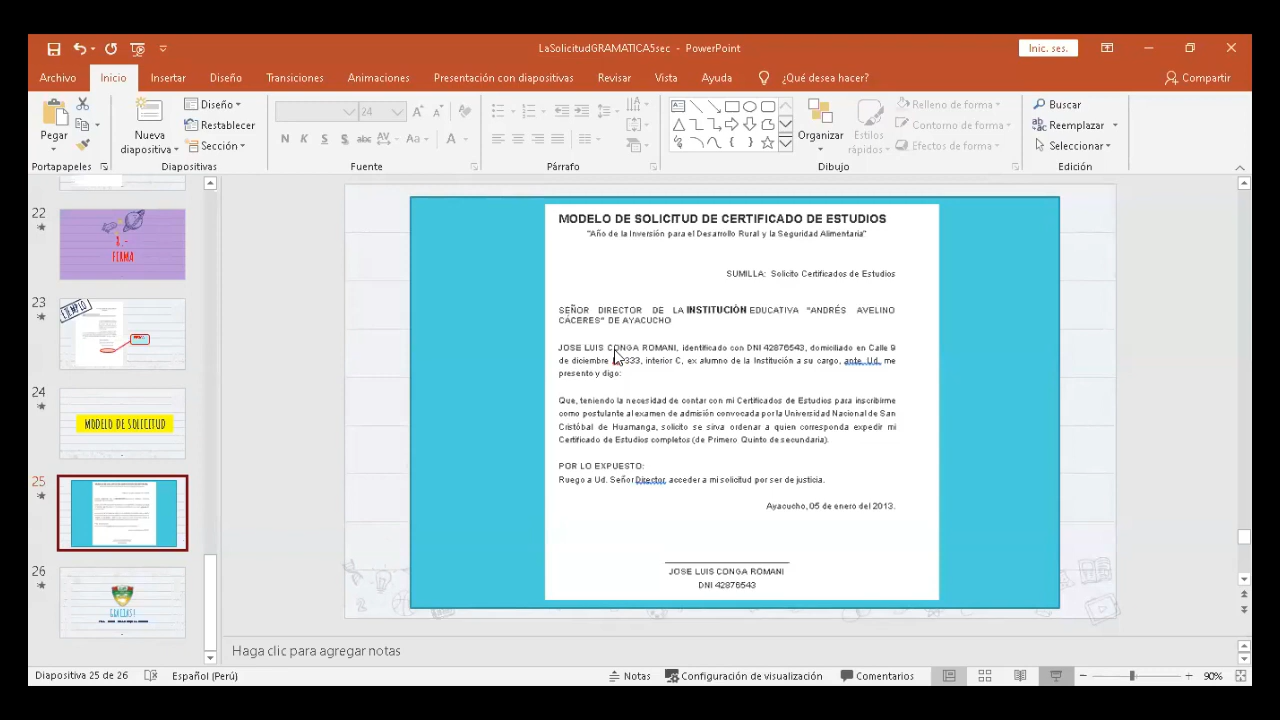 LaSolicitudGRAMATICA5sec - PowerPoint
Inic. ses.
Archivo Inicio Insertar Diseño Transiciones Animaciones Presentación con diapositivas Revisar Vista Ayuda ¿Qué desea hacer? Compartir
Pegar
Nueva diapositiva
Diseño
Restablecer
Sección
24
N K S S abc AV Aa A
Organizar
Estilos rápidos
Relleno de forma
Contorno de forma
Efectos de forma
Buscar
Reemplazar
Seleccionar
Portapapeles Diapositivas Fuente Párrafo Dibujo Edición
22
FIRMA
23
EJEMPLO
24
MODELO DE SOLICITUD
25
26
GRACIAS!
MODELO DE SOLICITUD DE CERTIFICADO DE ESTUDIOS
"Año de la Inversión para el Desarrollo Rural y la Seguridad Alimentaria"
SUMILLA: Solicito Certificados de Estudios
SEÑOR DIRECTOR DE LA INSTITUCIÓN EDUCATIVA "ANDRÉS AVELINO
CÁCERES" DE AYACUCHO
JOSE LUIS CONGA ROMANI, identificado con DNI 42876543, domiciliado en Calle 9
de diciembre 333, interior C, ex alumno de la Institución a su cargo, ante Ud. me
presento y digo:
Que, teniendo la necesidad de contar con mi Certificados de Estudios para inscribirme
como postulante al examen de admisión convocada por la Universidad Nacional de San
Cristóbal de Huamanga, solicito se sirva ordenar a quien corresponda expedir mi
Certificado de Estudios completos (de Primero Quinto de secundaria).
POR LO EXPUESTO:
Ruego a Ud. Señor Director, acceder a mi solicitud por ser de justicia.
Ayacucho, 05 de enero del 2013.
JOSE LUIS CONGA ROMANI
DNI 42876543
Haga clic para agregar notas
Diapositiva 25 de 26 Español (Perú) Notas Configuración de visualización Comentarios 90%